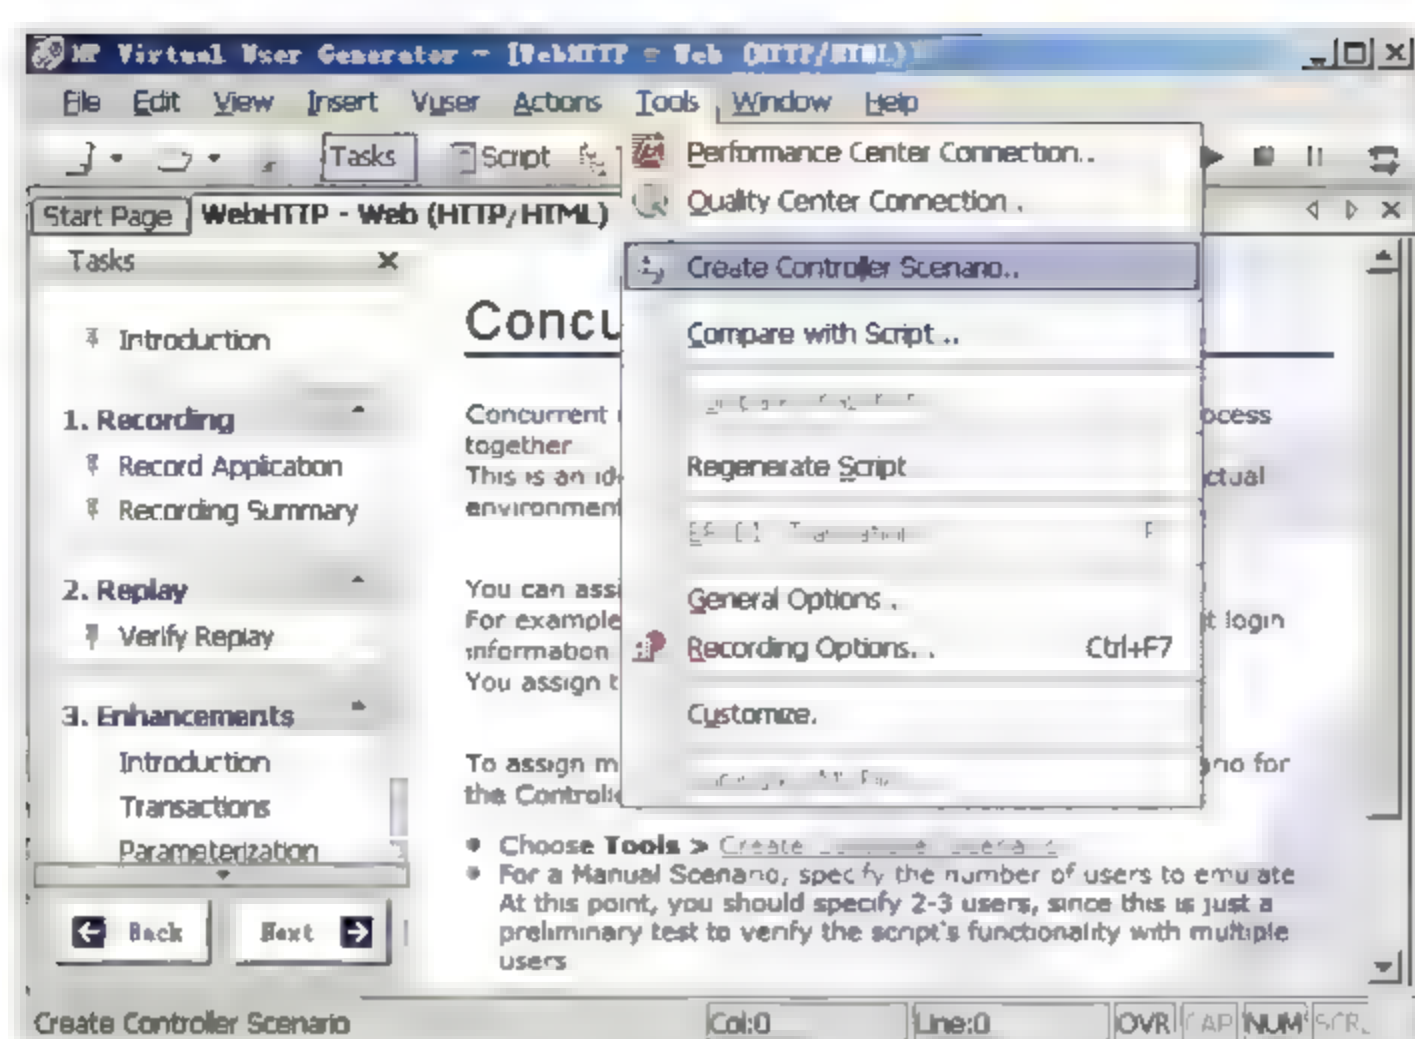 HP Virtual User Generator - [WebHTTP - Web (HTTP/HTML)]
File Edit View Insert Vuser Actions Tools Window Help
Tasks Script
Start Page WebHTTP - Web (HTTP/HTML)
Tasks
Introduction
1. Recording
Record Application
Recording Summary
2. Replay
Verify Replay
3. Enhancements
Introduction
Transactions
Parameterization
Back Next
Performance Center Connection...
Quality Center Connection...
Create Controller Scenario...
Compare with Script...
Regenerate Script
General Options...
Recording Options... Ctrl+F7
Customize...
Concu
Concurrent
together
This is an ctual
environment
You can
For example login
information
You assign
To assign for
the
Choose Tools > Create
For a Manual Scenario, specify the number of users to emulate
At this point, you should specify 2-3 users, since this is just a
preliminary test to verify the script's functionality with multiple
users
Create Controller Scenario Col:0 Line:0 OVR CAP NUM SCRL